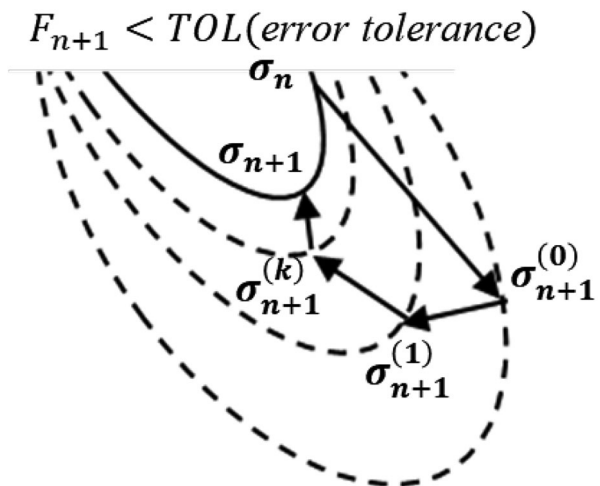 F_{n+1} < TOL(error tolerance)
σ_n
σ_{n+1}
σ_{n+1}^{(0)}
σ_{n+1}^{(k)}
σ_{n+1}^{(1)}